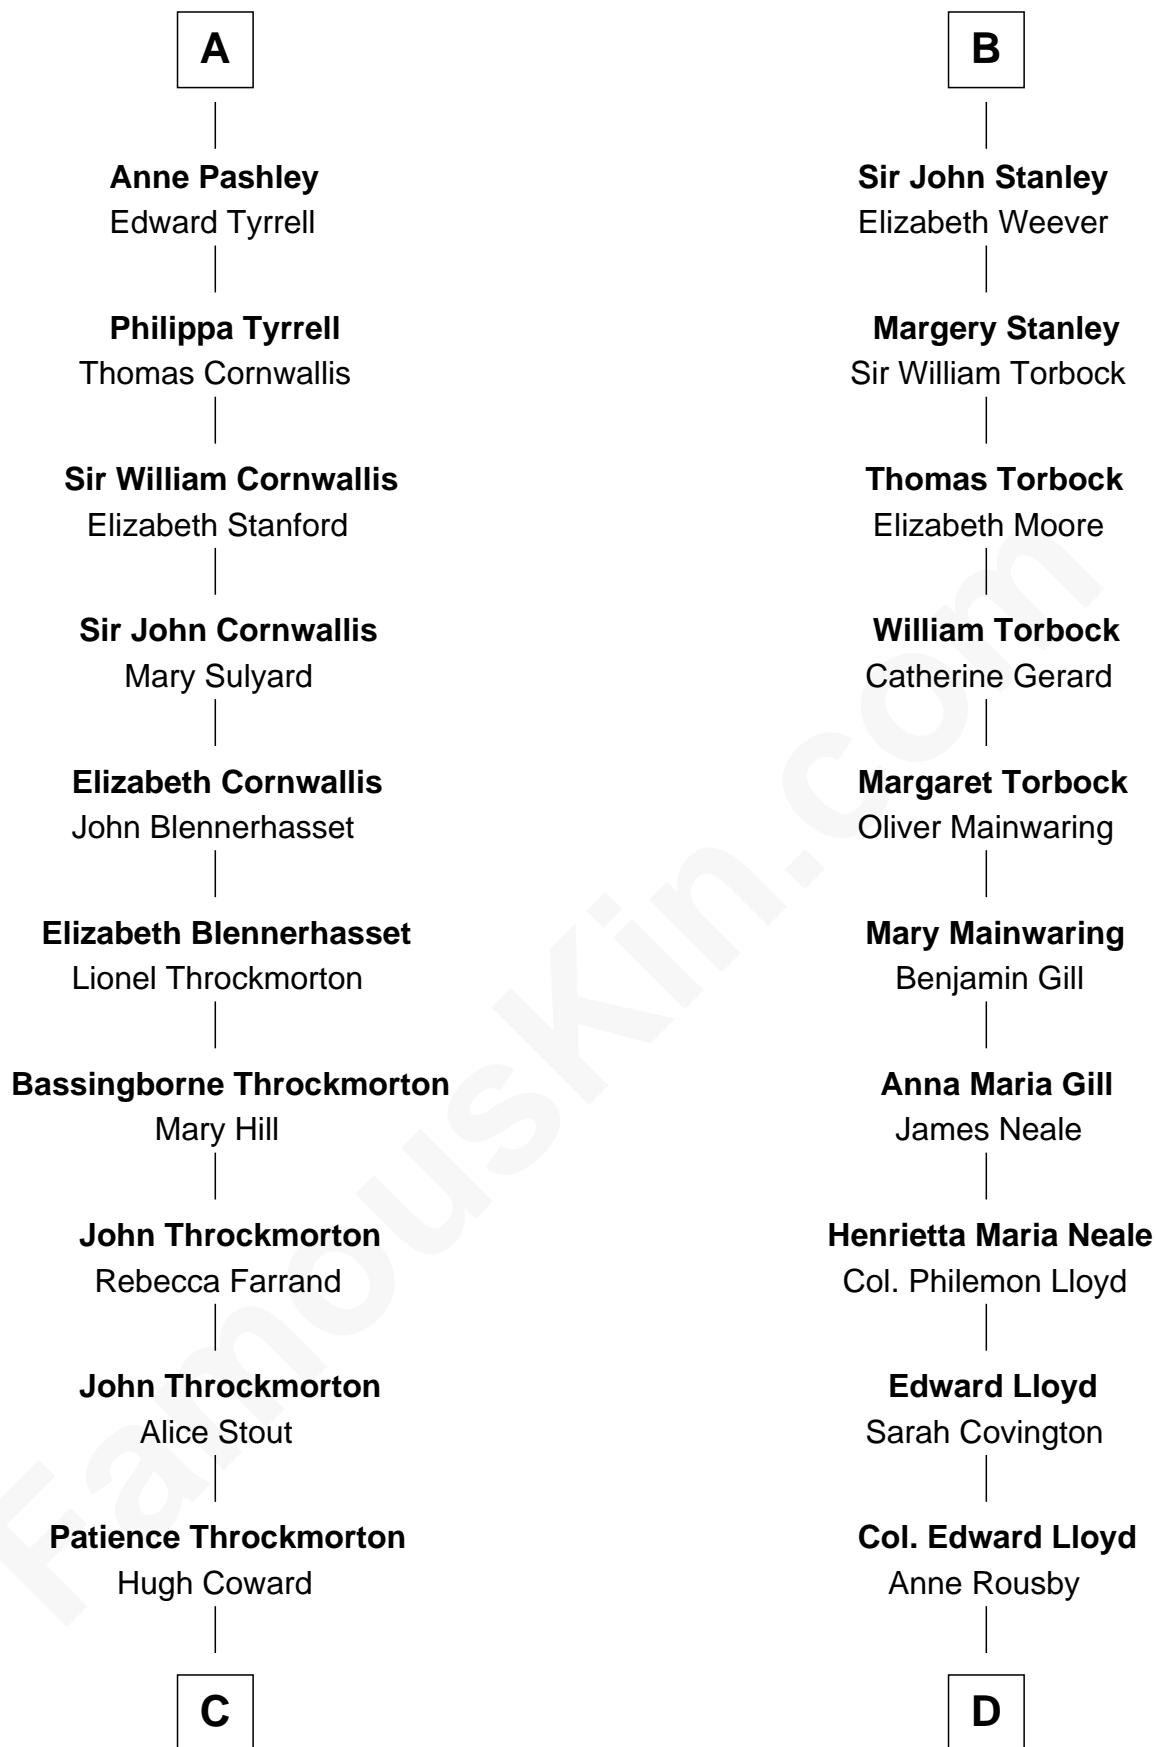 A
Anne Pashley
Edward Tyrrell
Philippa Tyrrell
Thomas Cornwallis
Sir William Cornwallis
Elizabeth Stanford
Sir John Cornwallis
Mary Sulyard
Elizabeth Cornwallis
John Blennerhasset
Elizabeth Blennerhasset
Lionel Throckmorton
Bassingborne Throckmorton
Mary Hill
John Throckmorton
Rebecca Farrand
John Throckmorton
Alice Stout
Patience Throckmorton
Hugh Coward
C
B
Sir John Stanley
Elizabeth Weever
Margery Stanley
Sir William Torbock
Thomas Torbock
Elizabeth Moore
William Torbock
Catherine Gerard
Margaret Torbock
Oliver Mainwaring
Mary Mainwaring
Benjamin Gill
Anna Maria Gill
James Neale
Henrietta Maria Neale
Col. Philemon Lloyd
Edward Lloyd
Sarah Covington
Col. Edward Lloyd
Anne Rousby
D
FamousKin.com